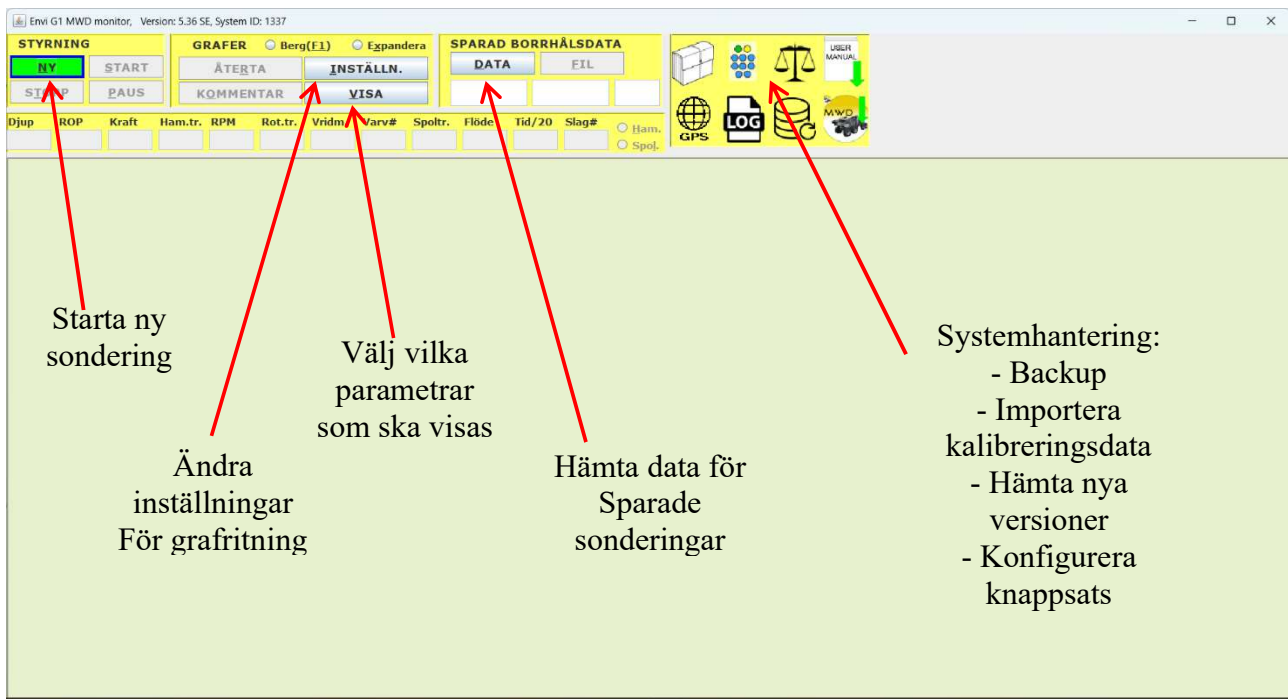 Envi G1 MWD monitor, Version: 5.36 SE, System ID: 1337
STYRNING
NY START
STOPP PAUS
GRAFER Berg(F1) Expandera
ÅTERTA INSTÄLLN.
KOMMENTAR VISA
SPARAD BORRHÅLSDATA
DATA FIL
USER
MANUAL
GPS LOG MWD
Djup ROP Kraft Ham.tr. RPM Rot.tr. Vridm. Varv# Spoltr. Flöde Tid/20 Slag# Ham.
Spol.
Starta ny
sondering
Ändra
inställningar
För grafritning
Välj vilka
parametrar
som ska visas
Hämta data för
Sparade
sonderingar
Systemhantering:
- Backup
- Importera
kalibreringsdata
- Hämta nya
versioner
- Konfigurera
knappsats